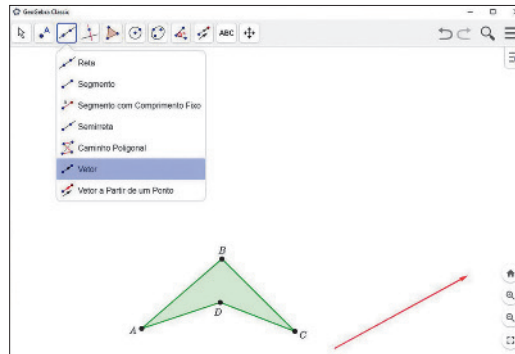 GeoGebra Classic
ABC
Reta
Segmento
Segmento com Comprimento Fixo
Semirreta
Caminho Poligonal
Vetor
Vetor a Partir de um Ponto
B
D
A
C